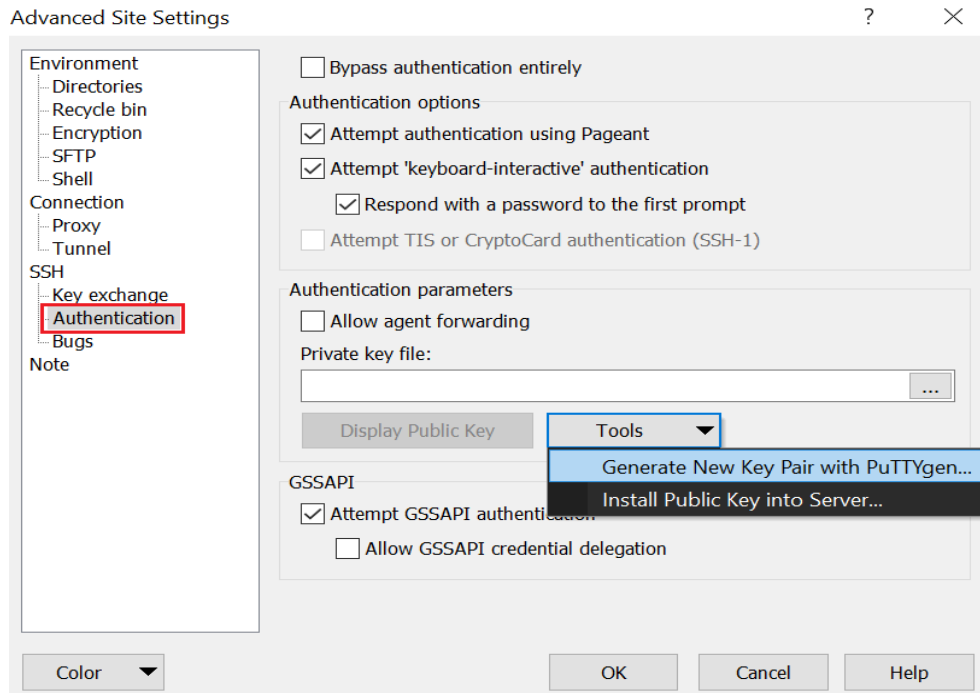 Advanced Site Settings
?
Environment
Directories
Recycle bin
Encryption
SFTP
Shell
Connection
Proxy
Tunnel
SSH
Key exchange
Authentication
Bugs
Note
Bypass authentication entirely
Authentication options
Attempt authentication using Pageant
Attempt 'keyboard-interactive' authentication
Respond with a password to the first prompt
Attempt TIS or CryptoCard authentication (SSH-1)
Authentication parameters
Allow agent forwarding
Private key file:
...
Display Public Key
Tools
Generate New Key Pair with PuTTYgen...
Install Public Key into Server...
GSSAPI
Attempt GSSAPI authentication
Allow GSSAPI credential delegation
Color
OK
Cancel
Help